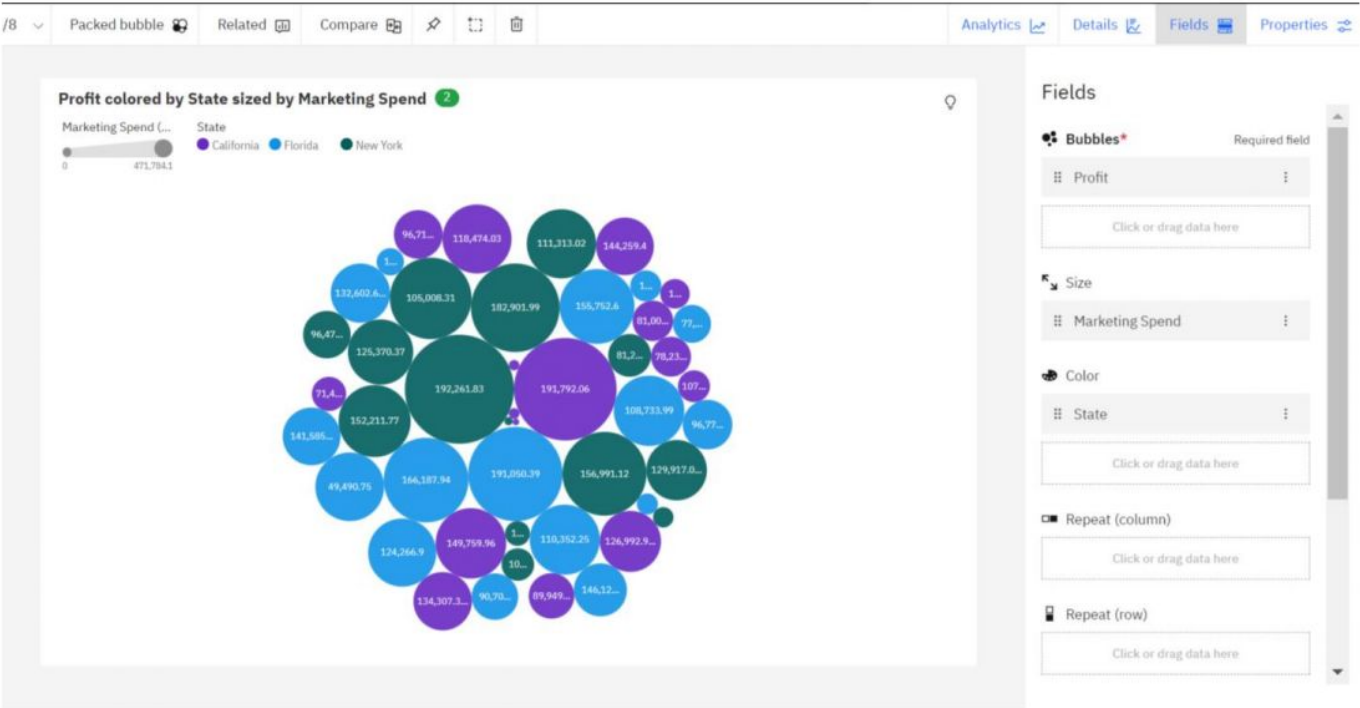 /8 Packed bubble Related Compare Analytics Details Fields Properties
Profit colored by State sized by Marketing Spend 2
Marketing Spend (... State
California Florida New York
0 471,784.1
96,71... 118,474.03 111,313.02 144,259.4
1... 132,602.6... 105,008.31 182,901.99 155,752.6 1... 1...
96,47... 125,370.37 81,00... 77,...
81,2... 78,23...
71,4... 192,261.83 191,792.06 107...
152,211.77 108,733.99
141,585... 96,77...
49,490.75 166,187.94 191,050.39 156,991.12 129,917.0...
124,266.9 149,759.96 1... 110,352.25 126,992.9...
10...
134,307.3... 90,70... 89,949... 146,12...
Fields
Bubbles* Required field
Profit
Click or drag data here
Size
Marketing Spend
Color
State
Click or drag data here
Repeat (column)
Click or drag data here
Repeat (row)
Click or drag data here